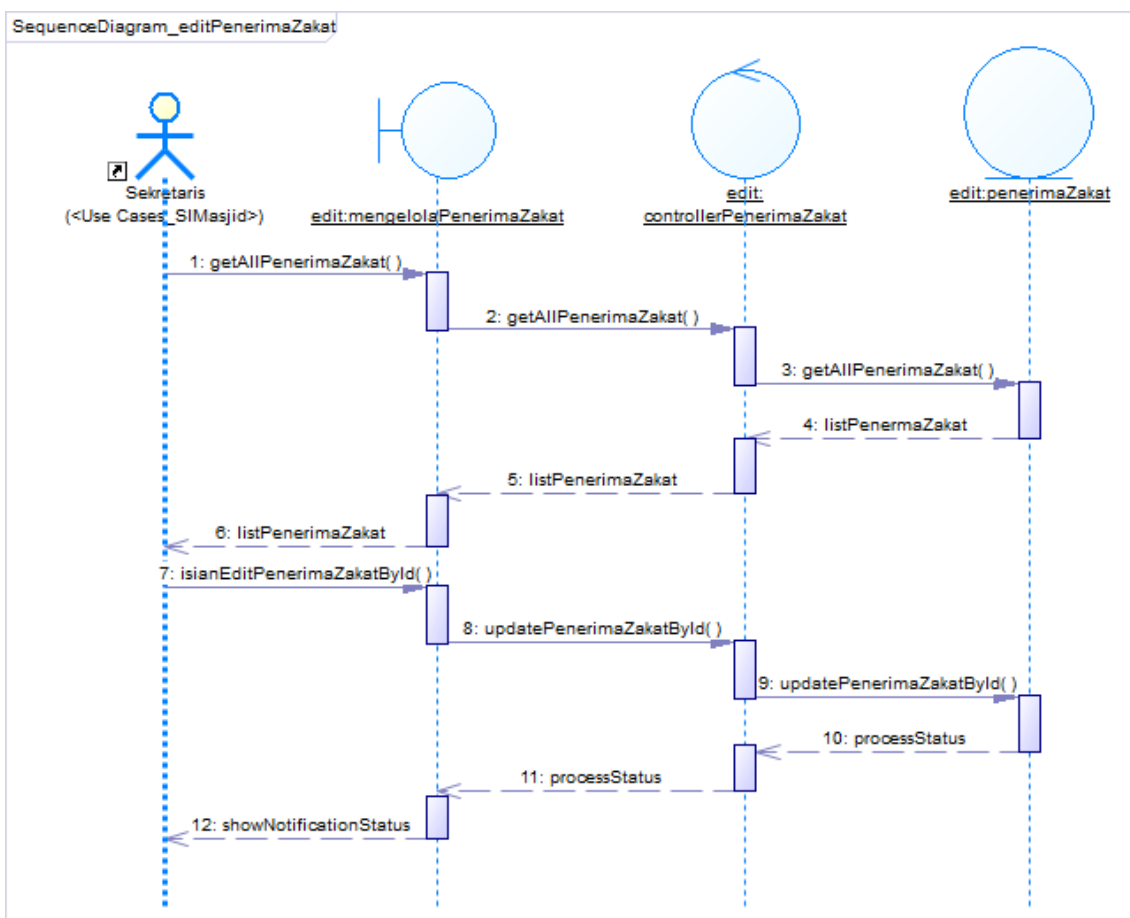 SequenceDiagram_editPenerimaZakat
Sekretaris
(<Use Cases_SIMasjid>)
edit:mengelolaPenerimaZakat
edit:
controllerPenerimaZakat
edit:penerimaZakat
1: getAllPenerimaZakat( )
2: getAllPenerimaZakat( )
3: getAllPenerimaZakat( )
4: listPenermaZakat
5: listPenerimaZakat
6: listPenerimaZakat
7: isianEditPenerimaZakatById( )
8: updatePenerimaZakatById( )
9: updatePenerimaZakatById( )
10: processStatus
11: processStatus
12: showNotificationStatus